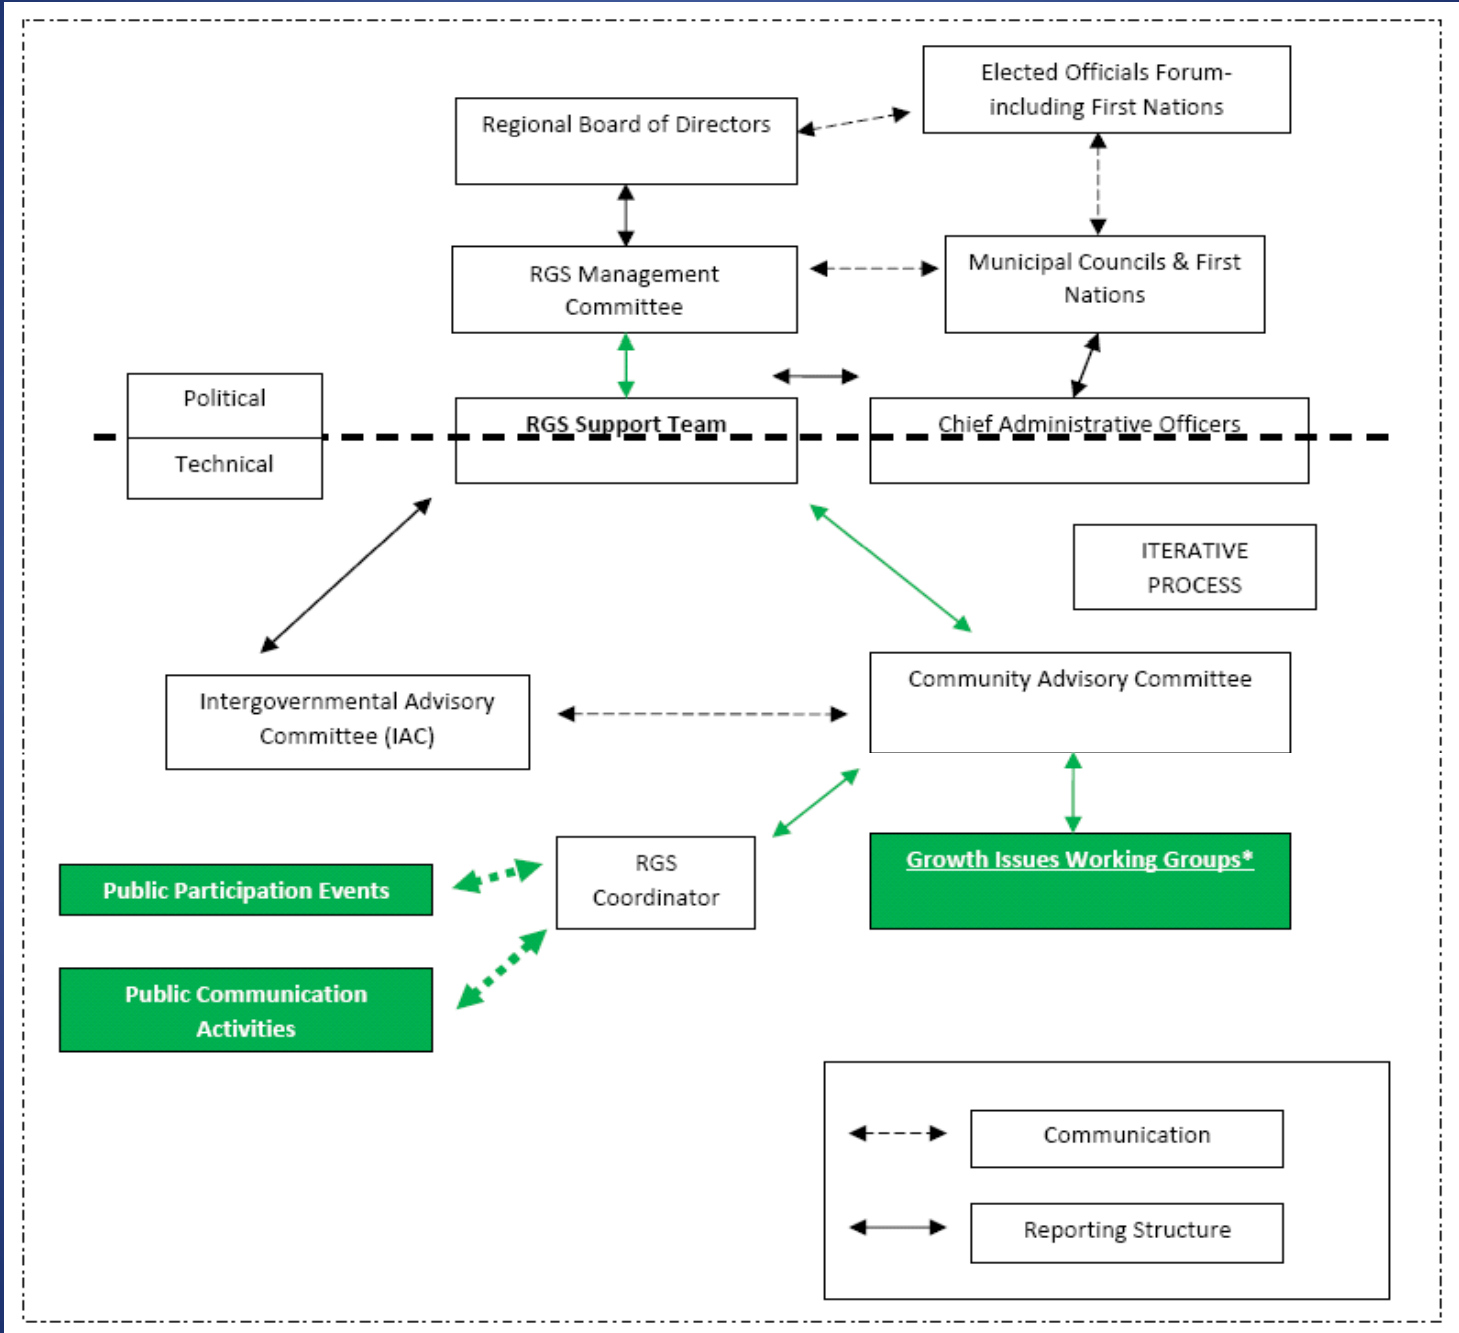 Elected Officials Forum-
including First Nations
Regional Board of Directors
RGS Management
Committee
Municipal Councils & First
Nations
Political
Technical
RGS Support Team
Chief Administrative Officers
ITERATIVE
PROCESS
Intergovernmental Advisory
Committee (IAC)
Community Advisory Committee
RGS
Coordinator
Growth Issues Working Groups*
Public Participation Events
Public Communication
Activities
Communication
Reporting Structure